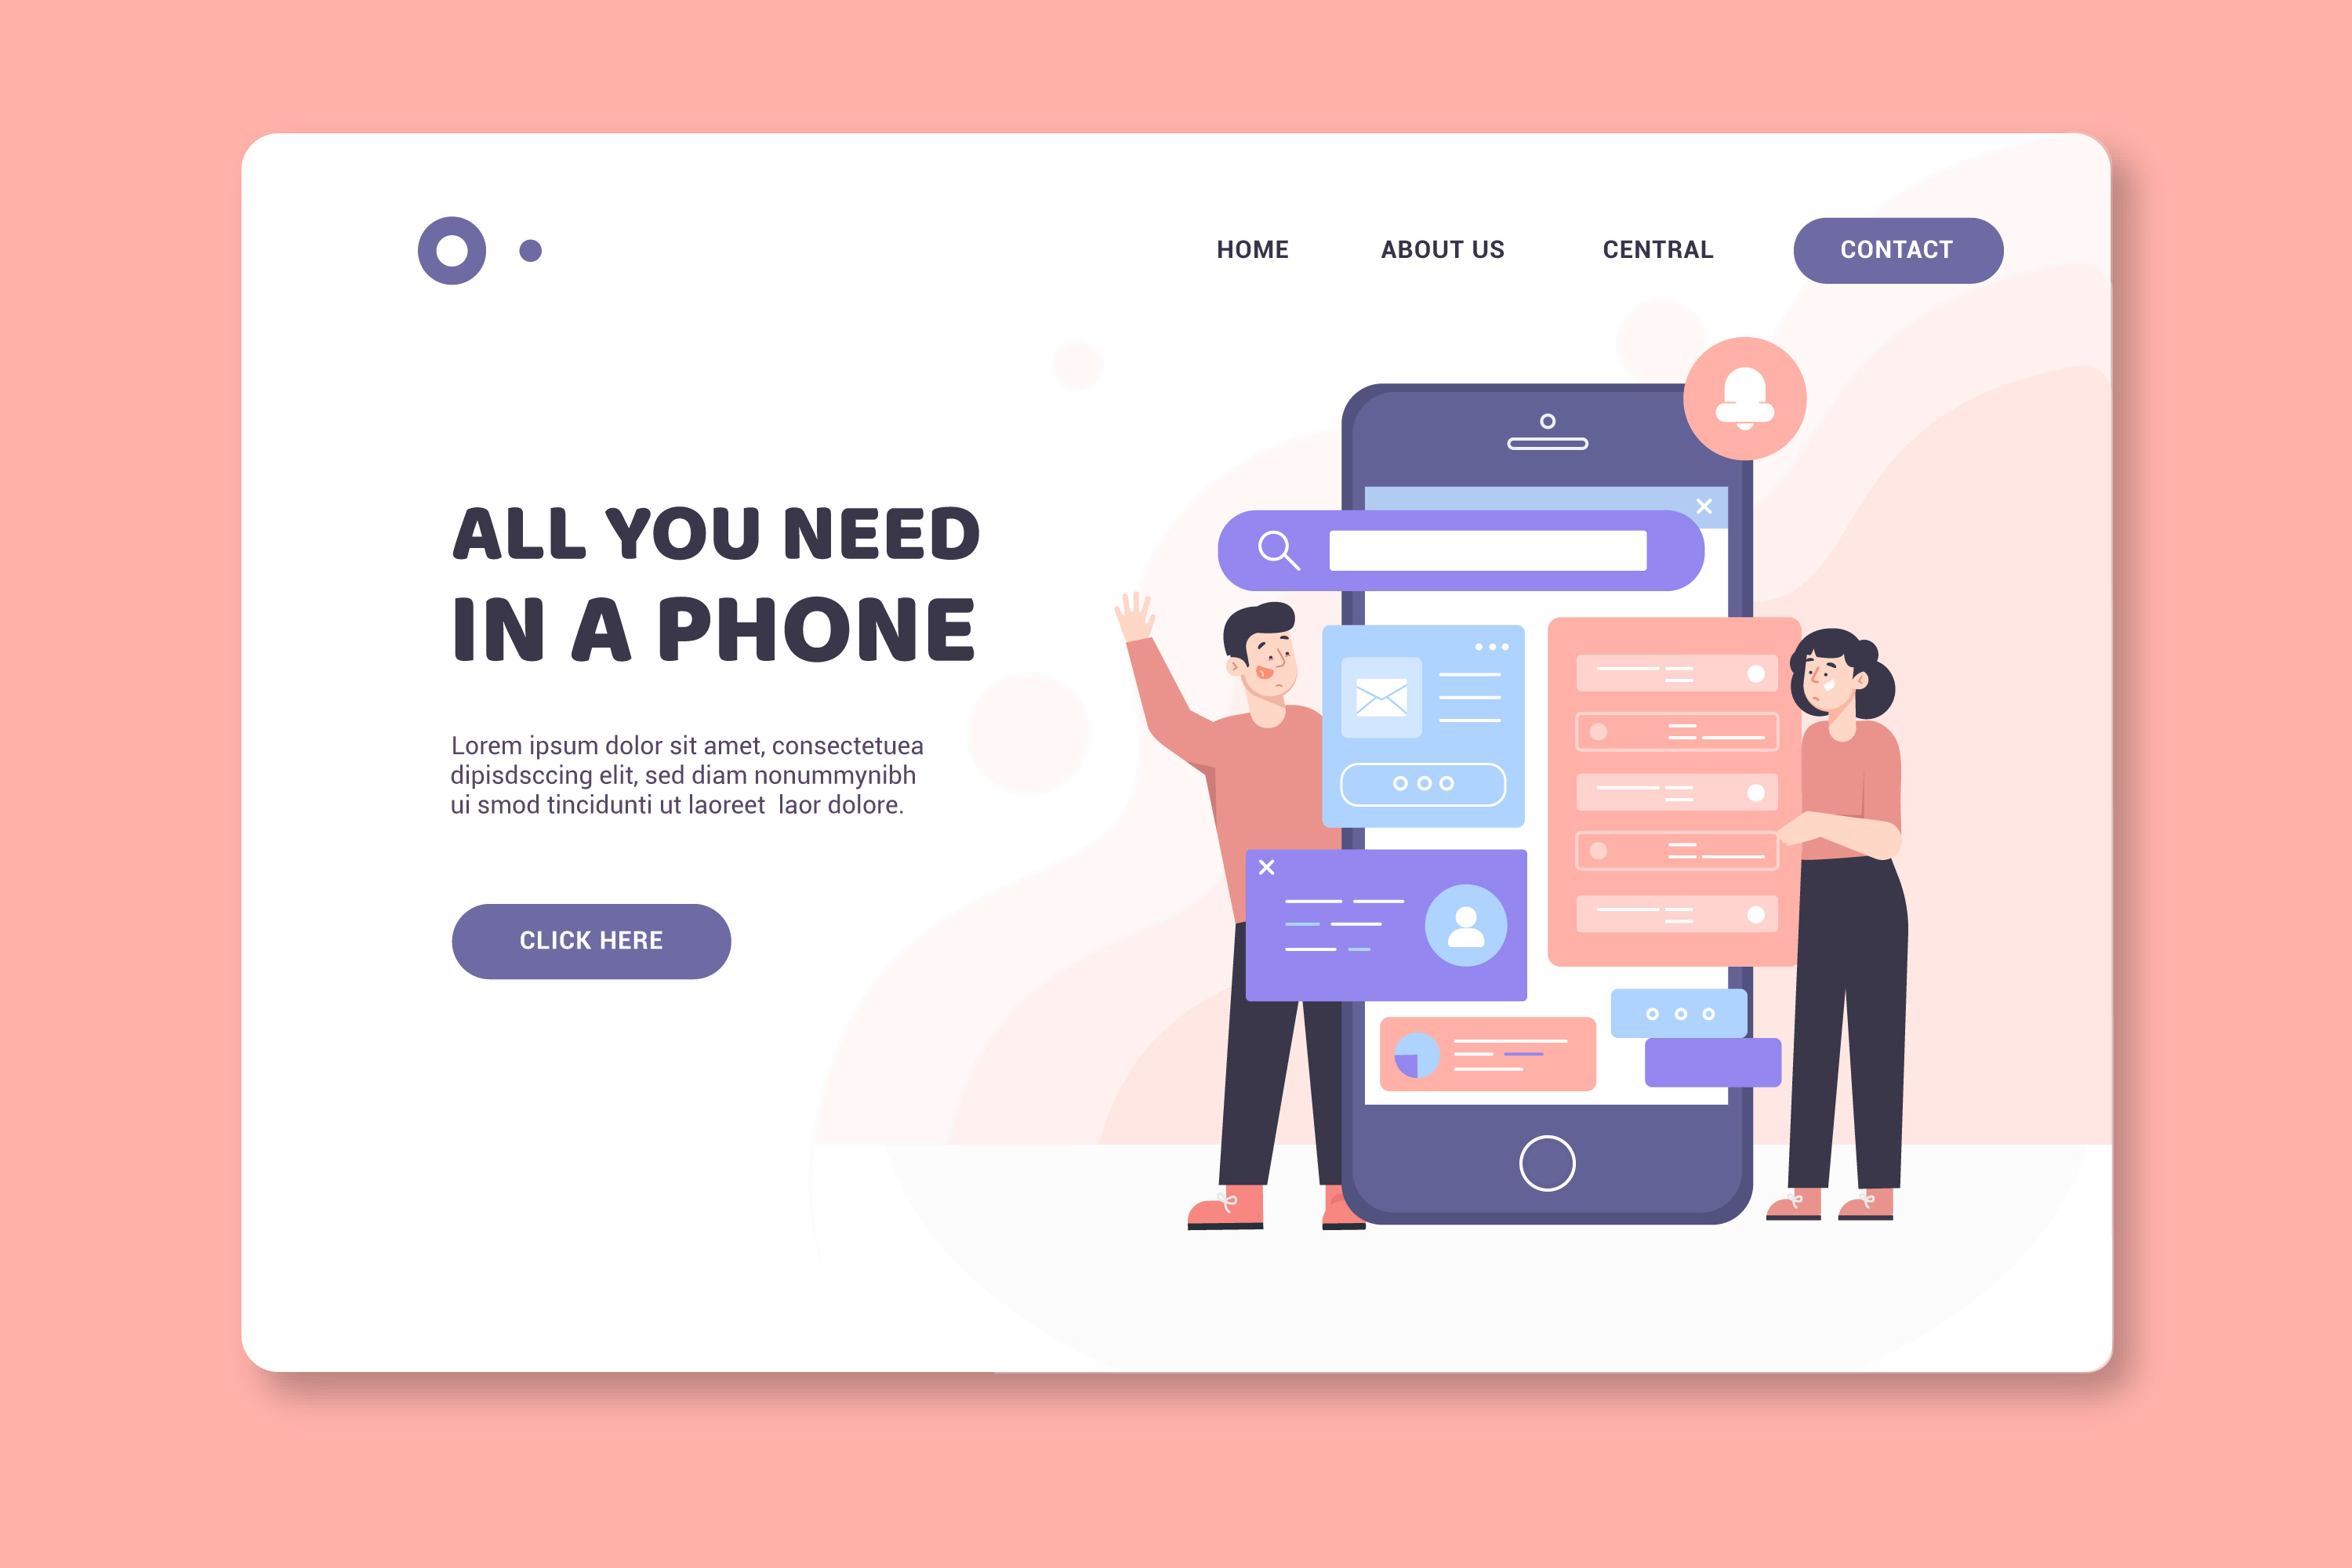 HOME ABOUT US CENTRAL CONTACT
ALL YOU NEED
IN A PHONE
Lorem ipsum dolor sit amet, consectetuea
dipisdsccing elit, sed diam nonummynibh
ui smod tincidunti ut laoreet  laor dolore.
CLICK HERE